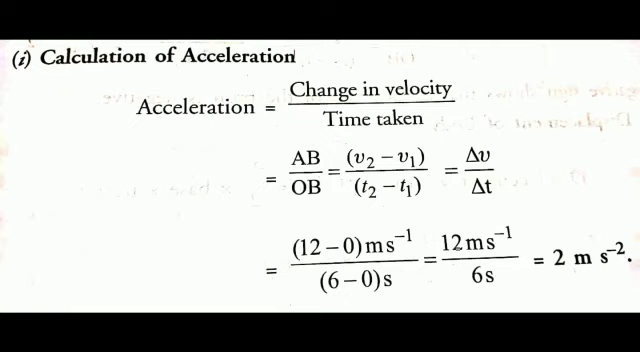 (i) Calculation of Acceleration
Acceleration = Change in velocity / Time taken
= AB / OB = (v₂ – v₁) / (t₂ – t₁) = Δv / Δt
= (12 – 0) m s⁻¹ / (6 – 0) s = 12 m s⁻¹ / 6 s = 2 m s⁻².